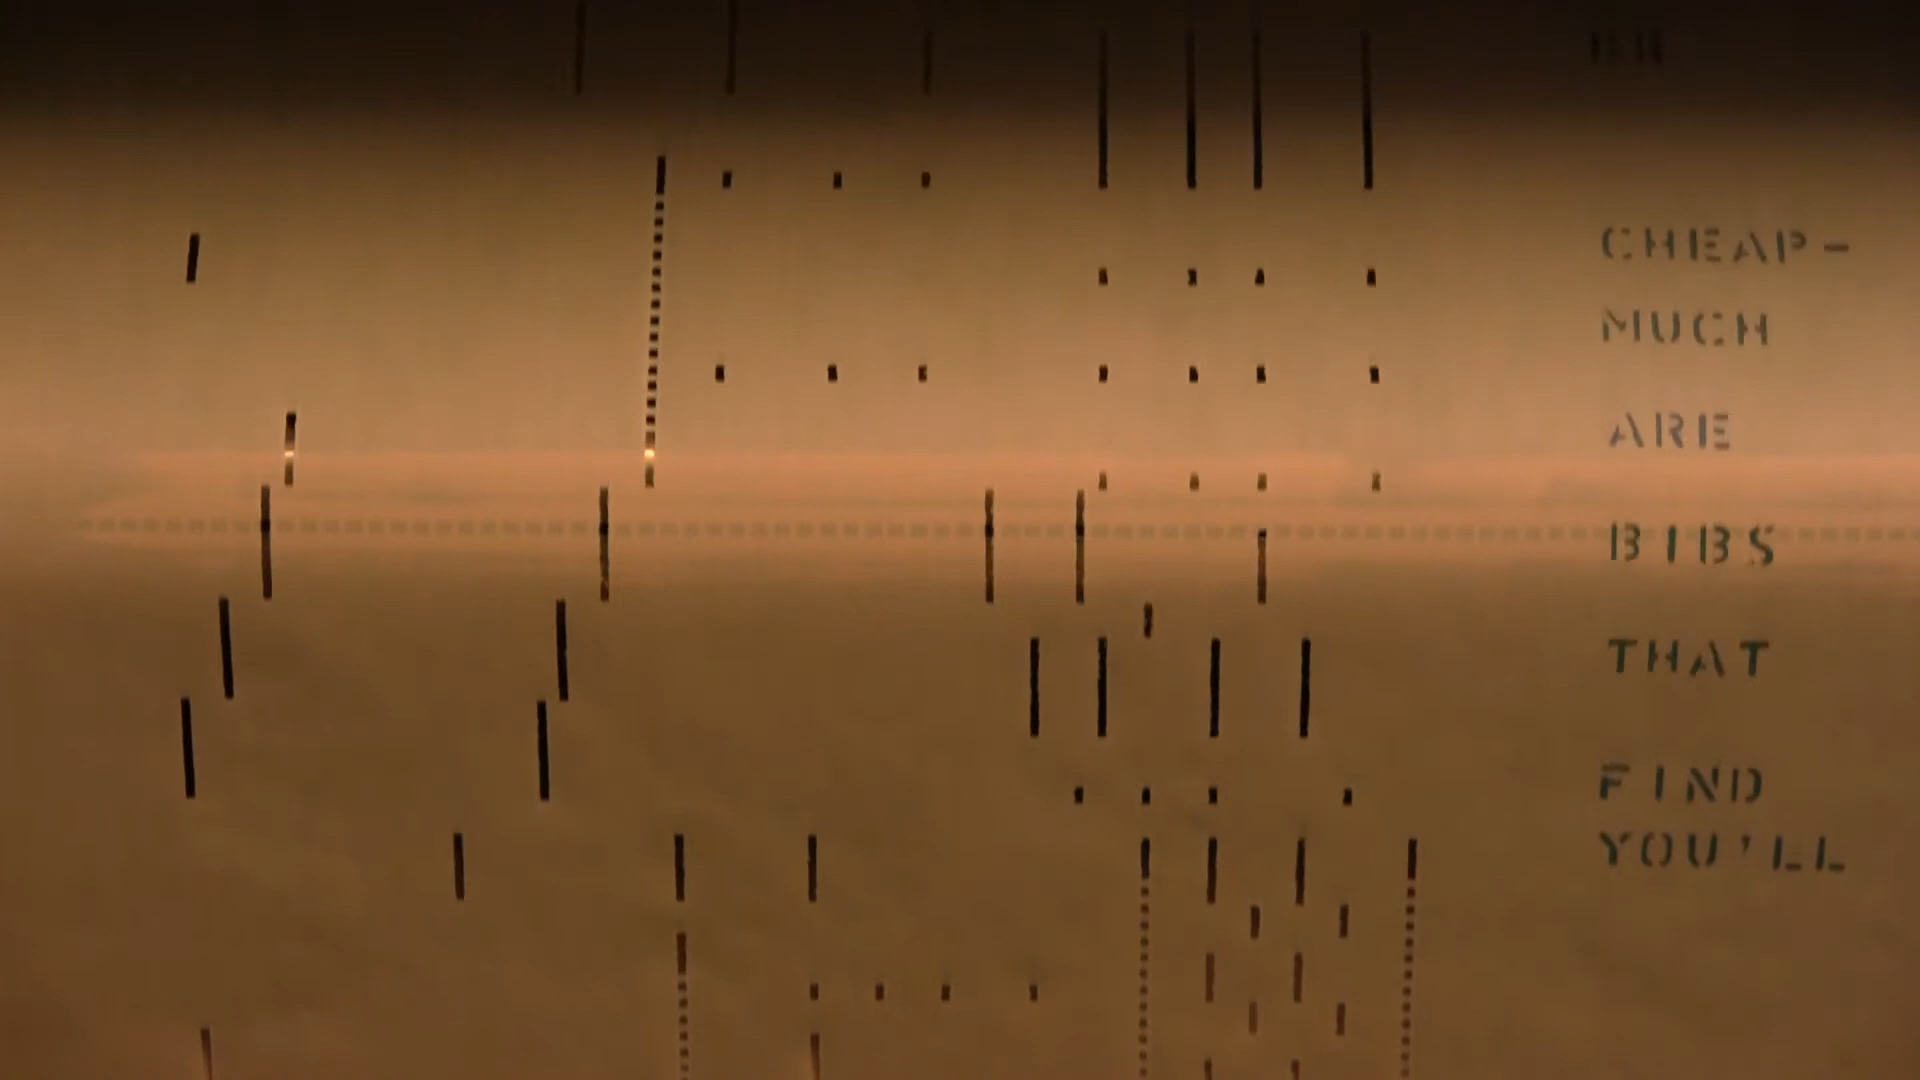 CHEAP-
MUCH
ARE
BIBS
THAT
FIND
YOU'LL